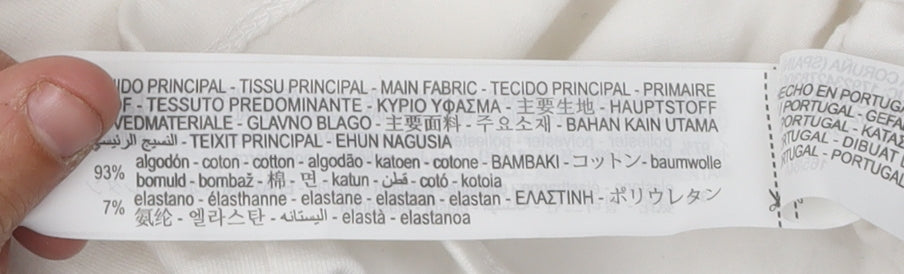 IDO PRINCIPAL - TISSU PRINCIPAL - MAIN FABRIC - TECIDO PRINCIPAL - PRIMAIRE
OF - TESSUTO PREDOMINANTE - ΚΥΡΙΟ ΥΦΑΣΜΑ - 主要生地 - HAUPTSTOFF
VEDMATERIALE - GLAVNO BLAGO - 主要面料 - 주요소재 - BAHAN KAIN UTAMA
النسيج الرئيسي - TEIXIT PRINCIPAL - EHUN NAGUSIA
93% algodón - coton - cotton - algodão - katoen - cotone - ΒΑΜΒΑΚΙ - コットン - baumwolle
bomuld - bombaž - 棉 - 면 - katun - قطن - cotó - kotoia
7% elastano - élasthanne - elastane - elastaan - elastan - ΕΛΑΣΤΙΝΗ - ポリウレタン
氨纶 - 엘라스탄 - اليستانه - elastà - elastanoa
ECHO EN PORTUGA
PORTUGAL - GEFA
PORTUGAL - ΚΑΤΑΣ
RTUGAL - DIBUAT D
TUGAL - PORTUGAL